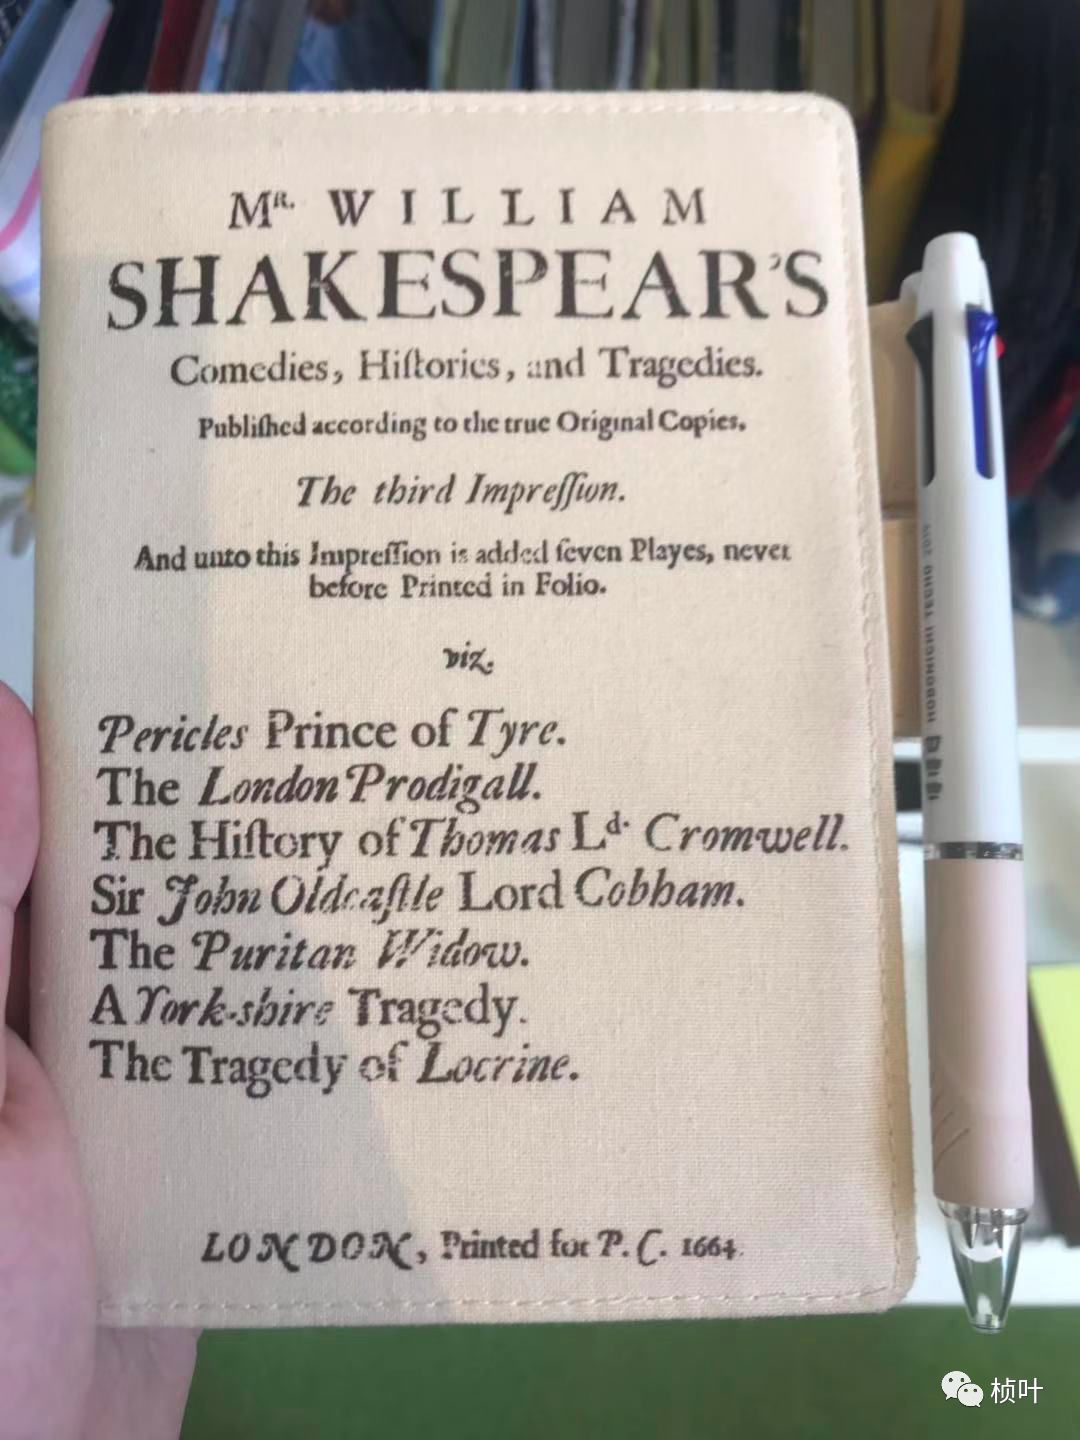 Mr. WILLIAM
SHAKESPEAR'S
Comedies, Hiſtories, and Tragedies.
Publiſhed according to the true Original Copies.
The third Impreſſion.
And unto this Impreſſion is added ſeven Playes, never
before Printed in Folio.
viz.
Pericles Prince of Tyre.
The London Prodigall.
The Hiſtory of Thomas Ld. Cromwell.
Sir John Oldcaſtle Lord Cobham.
The Puritan Widow.
A York-shire Tragedy.
The Tragedy of Locrine.
LONDON, Printed for P. C. 1664.
HOBONICHI TECHO 2019
桢叶